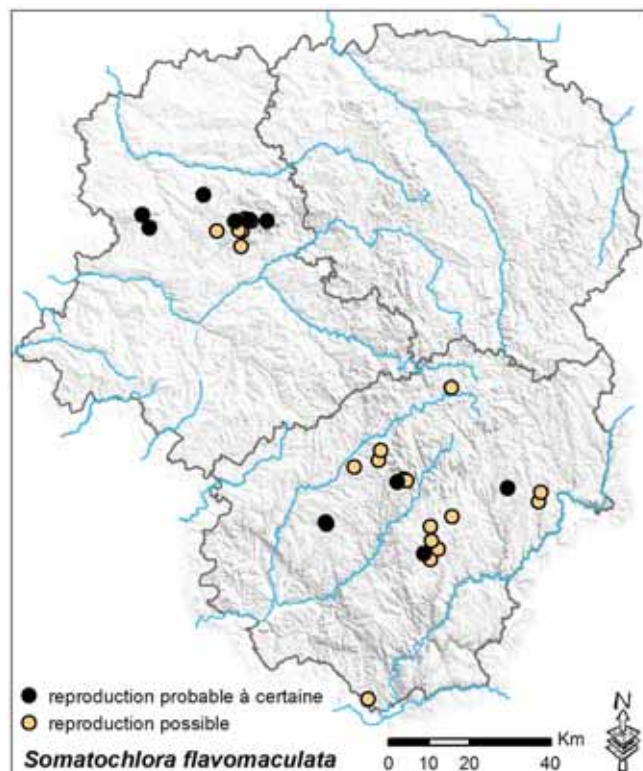 reproduction probable à certaine
reproduction possible
Somatochlora flavomaculata
Km
0 10 20 40
N